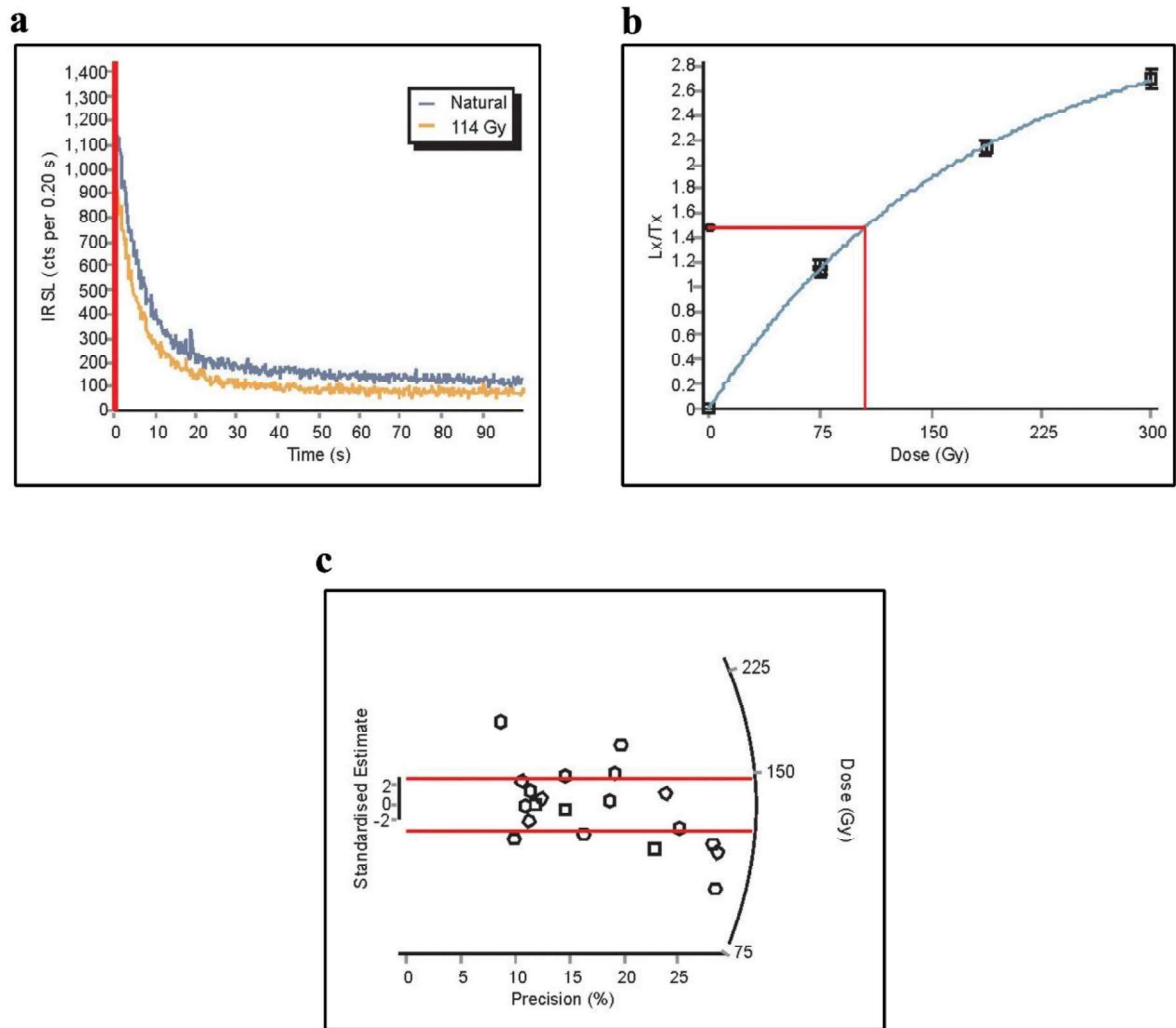 a
IRSL (cts per 0.20 s)
1,400
1,300
1,200
1,100
1,000
900
800
700
600
500
400
300
200
100
0
Natural
114 Gy
0 10 20 30 40 50 60 70 80 90
Time (s)
b
Lx/Tx
2.8
2.6
2.4
2.2
2
1.8
1.6
1.4
1.2
1
0.8
0.6
0.4
0.2
0
0 75 150 225 300
Dose (Gy)
c
Standardised Estimate
2
0
-2
225
150
75
Dose (Gy)
0 5 10 15 20 25
Precision (%)